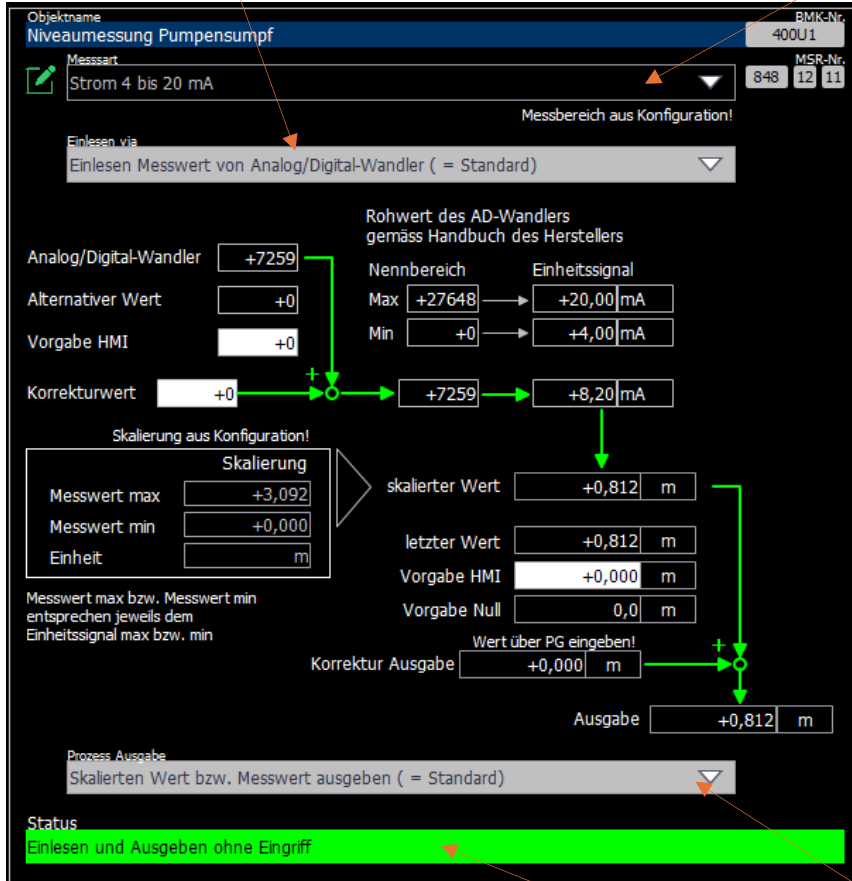 Objektname
BMK-Nr.
Niveaumessung Pumpensumpf
400U1
Messsart
MSR-Nr.
Strom 4 bis 20 mA
848 12 11
Messbereich aus Konfiguration!
Einlesen via
Einlesen Messwert von Analog/Digital-Wandler ( = Standard)
Rohwert des AD-Wandlers
gemäss Handbuch des Herstellers
Analog/Digital-Wandler +7259
Nennbereich Einheitssignal
Alternativer Wert +0
Max +27648 +20,00 mA
Vorgabe HMI +0
Min +0 +4,00 mA
+
Korrekturwert +0 +7259 +8,20 mA
Skalierung aus Konfiguration!
Skalierung
Messwert max +3,092
Messwert min +0,000
Einheit m
skalierter Wert +0,812 m
letzter Wert +0,812 m
Vorgabe HMI +0,000 m
Vorgabe Null 0,0 m
Messwert max bzw. Messwert min
entsprechen jeweils dem
Einheitssignal max bzw. min
Wert über PG eingeben!
+
Korrektur Ausgabe +0,000 m
Ausgabe +0,812 m
Prozess Ausgabe
Skalierten Wert bzw. Messwert ausgeben ( = Standard)
Status
Einlesen und Ausgeben ohne Eingriff